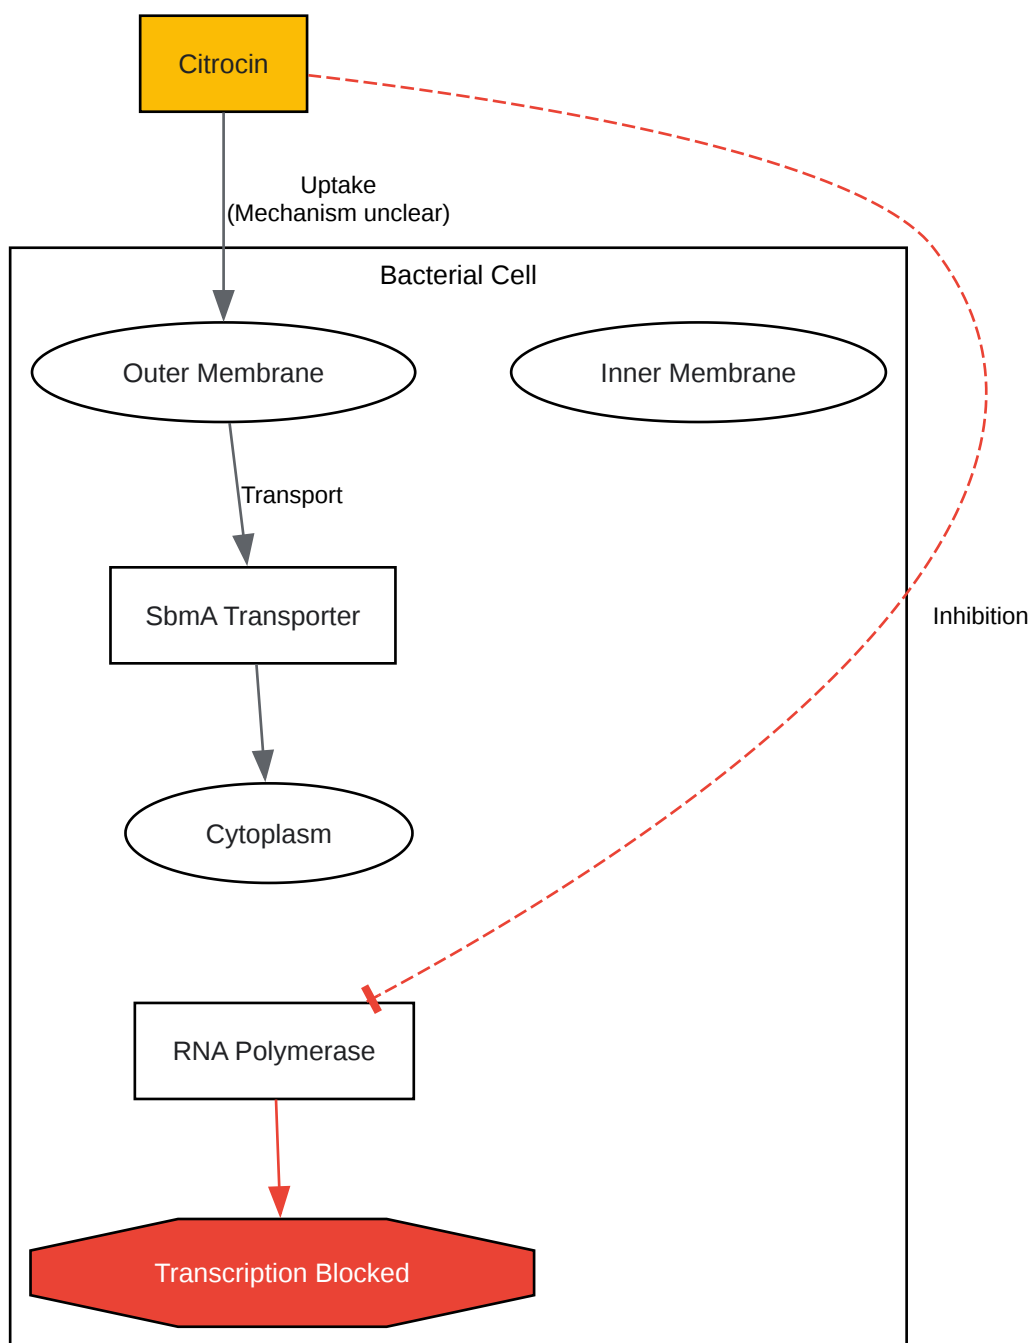 Citrocin
Uptake
(Mechanism unclear)
Bacterial Cell
Outer Membrane
Inner Membrane
Transport
SbmA Transporter
Inhibition
Cytoplasm
RNA Polymerase
Transcription Blocked